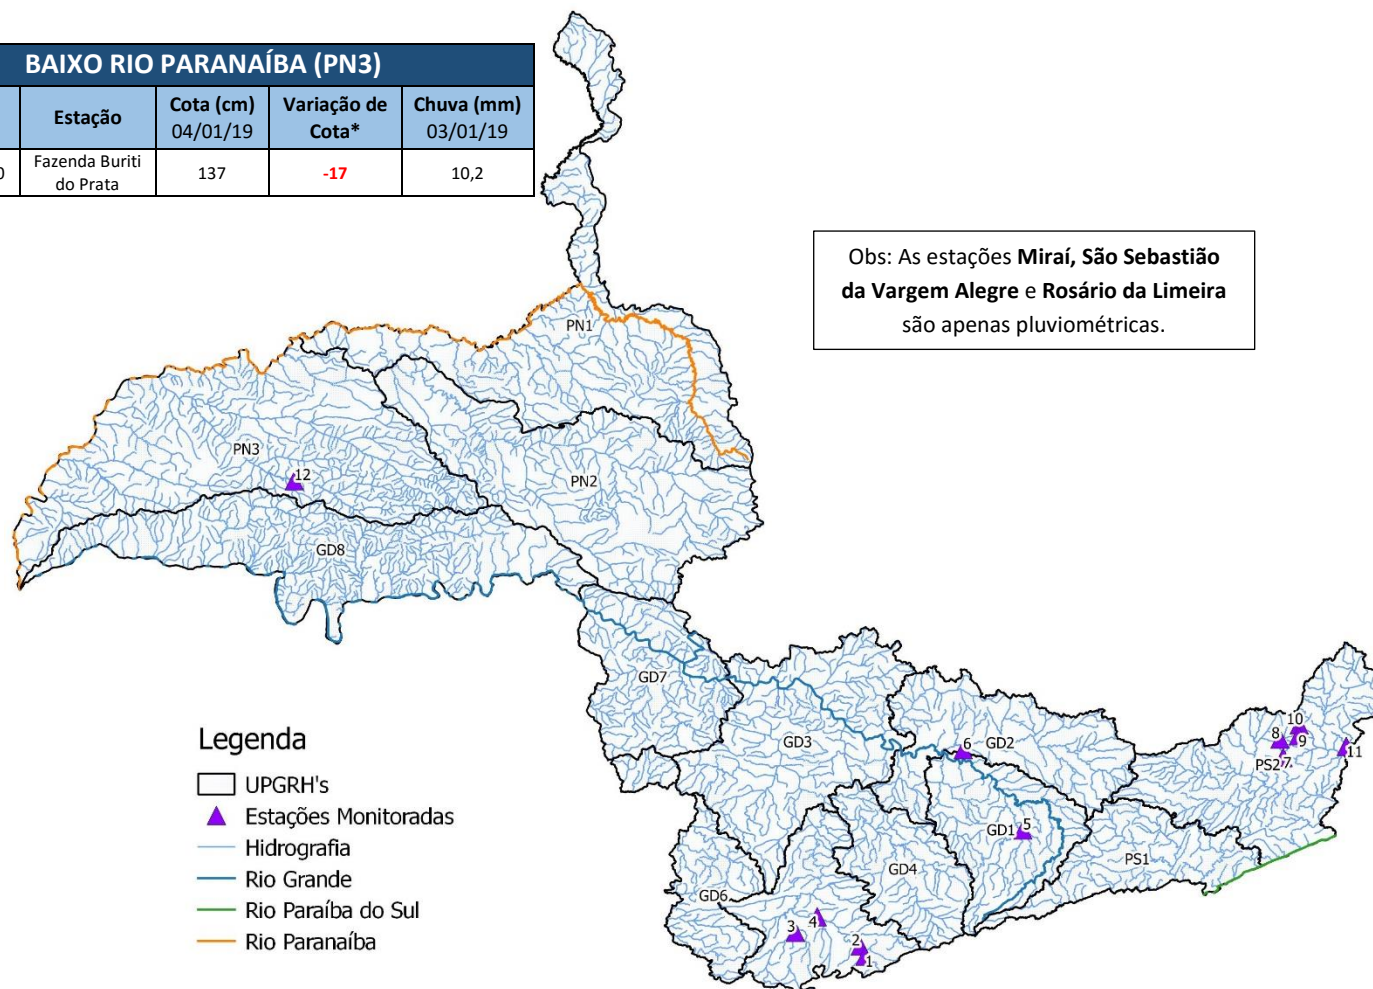 BAIXO RIO PARANAÍBA (PN3)
Estação Cota (cm) 04/01/19 Variação de Cota* Chuva (mm) 03/01/19
0 Fazenda Buriti do Prata 137 -17 10,2
Obs: As estações Miraí, São Sebastião
da Vargem Alegre e Rosário da Limeira
são apenas pluviométricas.
PN1
PN3
12
PN2
GD8
GD7
GD3
6
GD2
10
8
9
11
PS2
7
5
GD1
PS1
GD4
GD6
4
3
2
1
Legenda
UPGRH's
Estações Monitoradas
Hidrografia
Rio Grande
Rio Paraíba do Sul
Rio Paranaíba